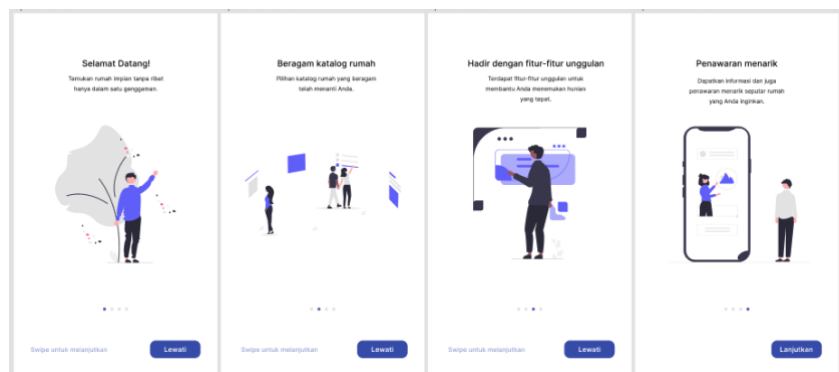 Selamat Datang!
Temukan rumah impian tanpa ribet
hanya dalam satu genggaman.
Swipe untuk melanjutkan
Lewati
Beragam katalog rumah
Pilihan katalog rumah yang beragam
telah menanti Anda.
Swipe untuk melanjutkan
Lewati
Hadir dengan fitur-fitur unggulan
Terdapat fitur-fitur unggulan untuk
membantu Anda menemukan hunian
yang tepat.
Swipe untuk melanjutkan
Lewati
Penawaran menarik
Dapatkan informasi dan juga
penawaran menarik seputar rumah
yang Anda inginkan.
Lanjutkan